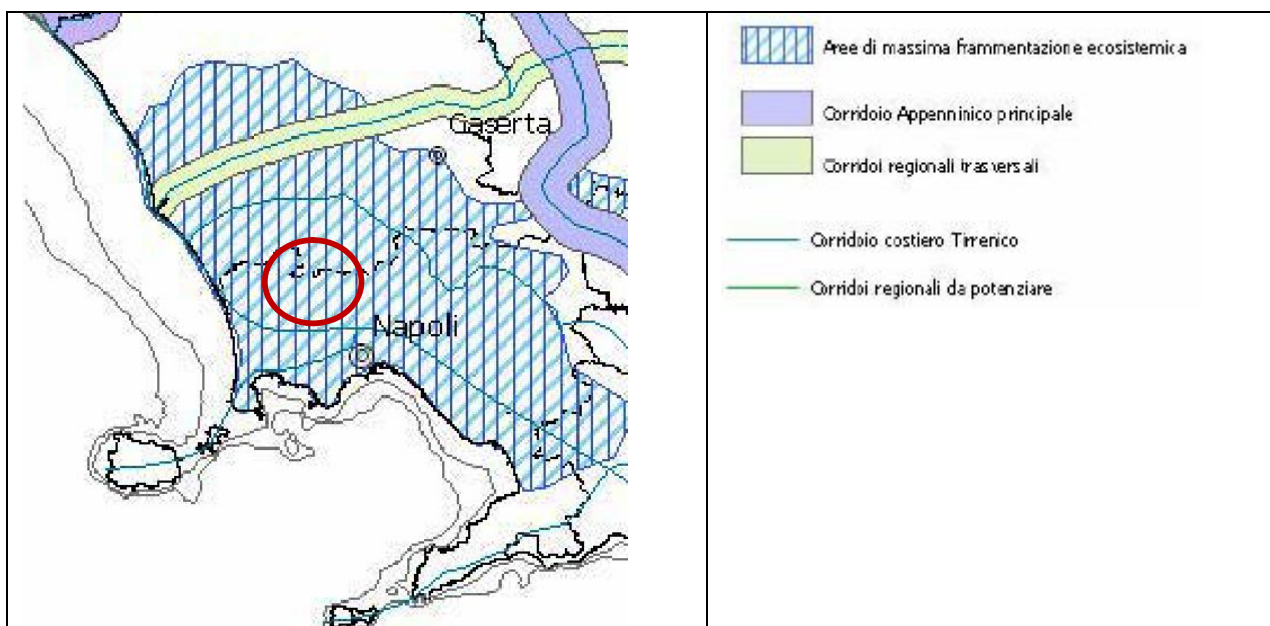 Caserta
Napoli
Aree di massima frammentazione ecosistemica
Corridoio Appenninico principale
Corridoi regionali trasversali
Corridoio costiero Tirrenico
Corridoi regionali da potenziare